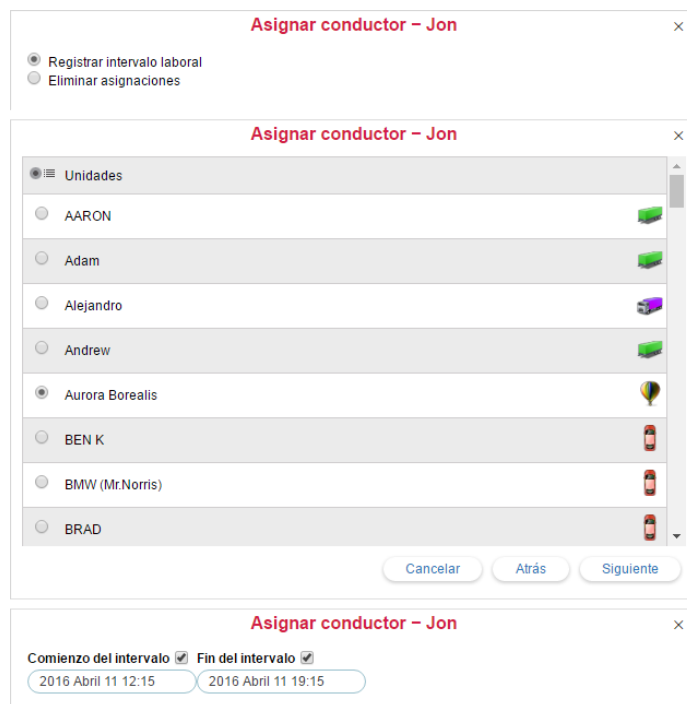 Asignar conductor – Jon
Registrar intervalo laboral
Eliminar asignaciones
Asignar conductor – Jon
Unidades
AARON
Adam
Alejandro
Andrew
Aurora Borealis
BEN K
BMW (Mr.Norris)
BRAD
Cancelar Atrás Siguiente
Asignar conductor – Jon
Comienzo del intervalo Fin del intervalo
2016 Abril 11 12:15 2016 Abril 11 19:15